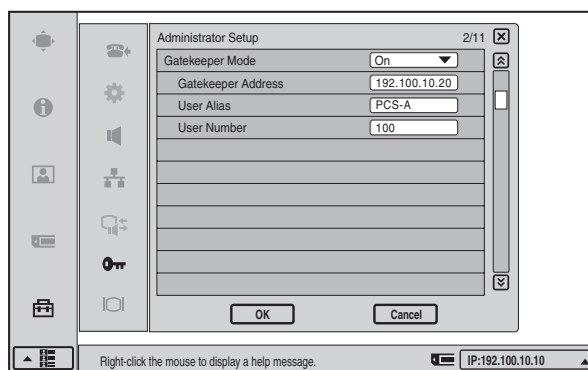 Administrator Setup 2/11
Gatekeeper Mode On
Gatekeeper Address 192.100.10.20
User Alias PCS-A
User Number 100
OK Cancel
Right-click the mouse to display a help message. IP:192.100.10.10